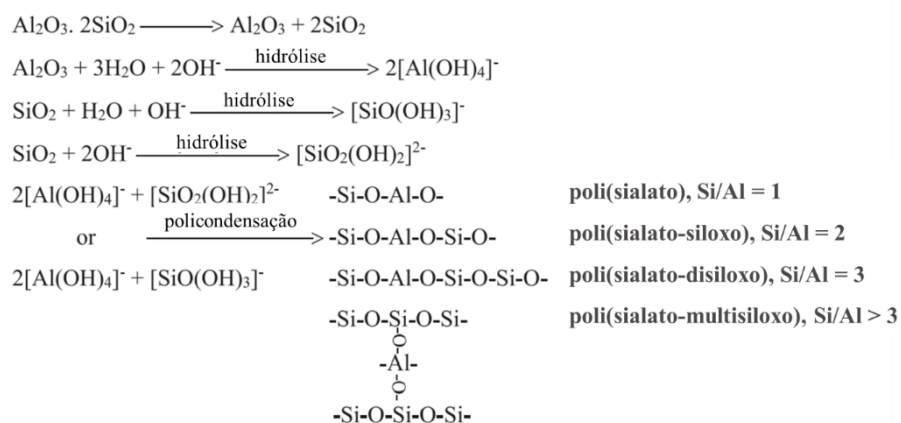 Al₂O₃. 2SiO₂ ———> Al₂O₃ + 2SiO₂
hidrólise
Al₂O₃ + 3H₂O + 2OH⁻ ———> 2[Al(OH)₄]⁻
hidrólise
SiO₂ + H₂O + OH⁻ ———> [SiO(OH)₃]⁻
hidrólise
SiO₂ + 2OH⁻ ———> [SiO₂(OH)₂]²⁻
2[Al(OH)₄]⁻ + [SiO₂(OH)₂]²⁻ -Si-O-Al-O- poli(sialato), Si/Al = 1
policondensação
or ———> -Si-O-Al-O-Si-O- poli(sialato-siloxo), Si/Al = 2
2[Al(OH)₄]⁻ + [SiO(OH)₃]⁻ -Si-O-Al-O-Si-O-Si-O- poli(sialato-disiloxo), Si/Al = 3
-Si-O-Si-O-Si- poli(sialato-multisiloxo), Si/Al > 3
O
-Al-
O
-Si-O-Si-O-Si-